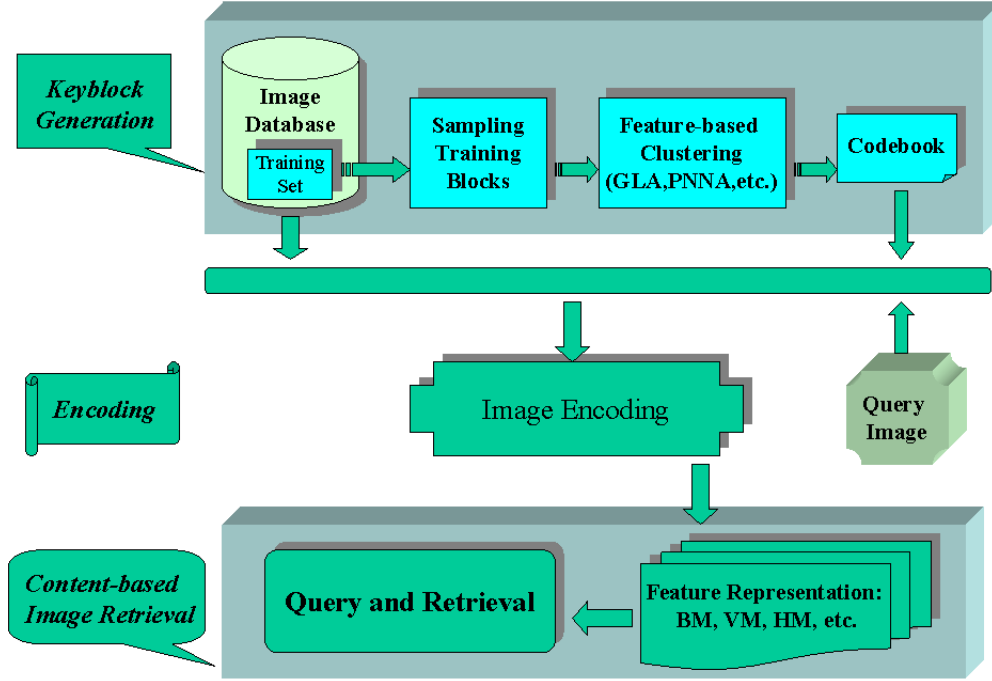 Keyblock
Generation
Image
Database
Training
Set
Sampling
Training
Blocks
Feature-based
Clustering
(GLA,PNNA,etc.)
Codebook
Encoding
Image Encoding
Query
Image
Content-based
Image Retrieval
Query and Retrieval
Feature Representation:
BM, VM, HM, etc.